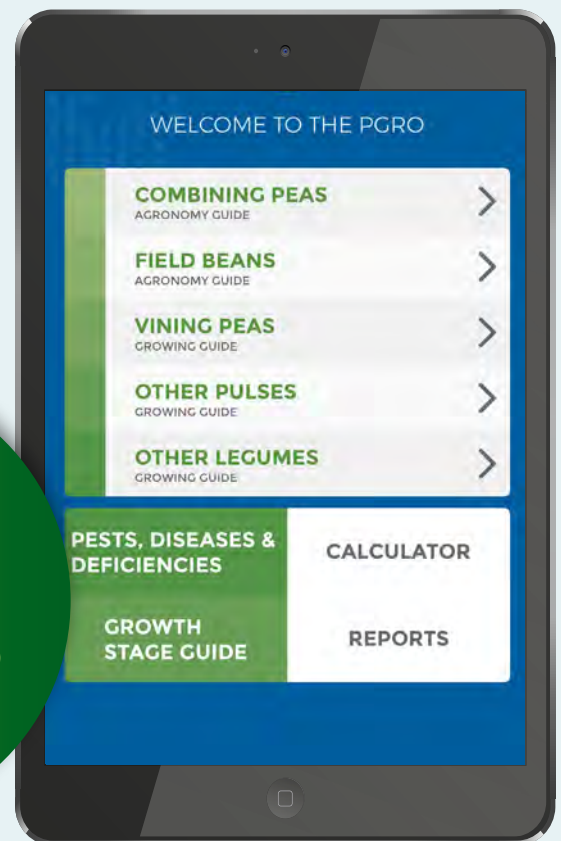 WELCOME TO THE PGRO
COMBINING PEAS
AGRONOMY GUIDE
FIELD BEANS
AGRONOMY GUIDE
VINING PEAS
GROWING GUIDE
OTHER PULSES
GROWING GUIDE
OTHER LEGUMES
GROWING GUIDE
PESTS, DISEASES &
DEFICIENCIES
CALCULATOR
GROWTH
STAGE GUIDE
REPORTS